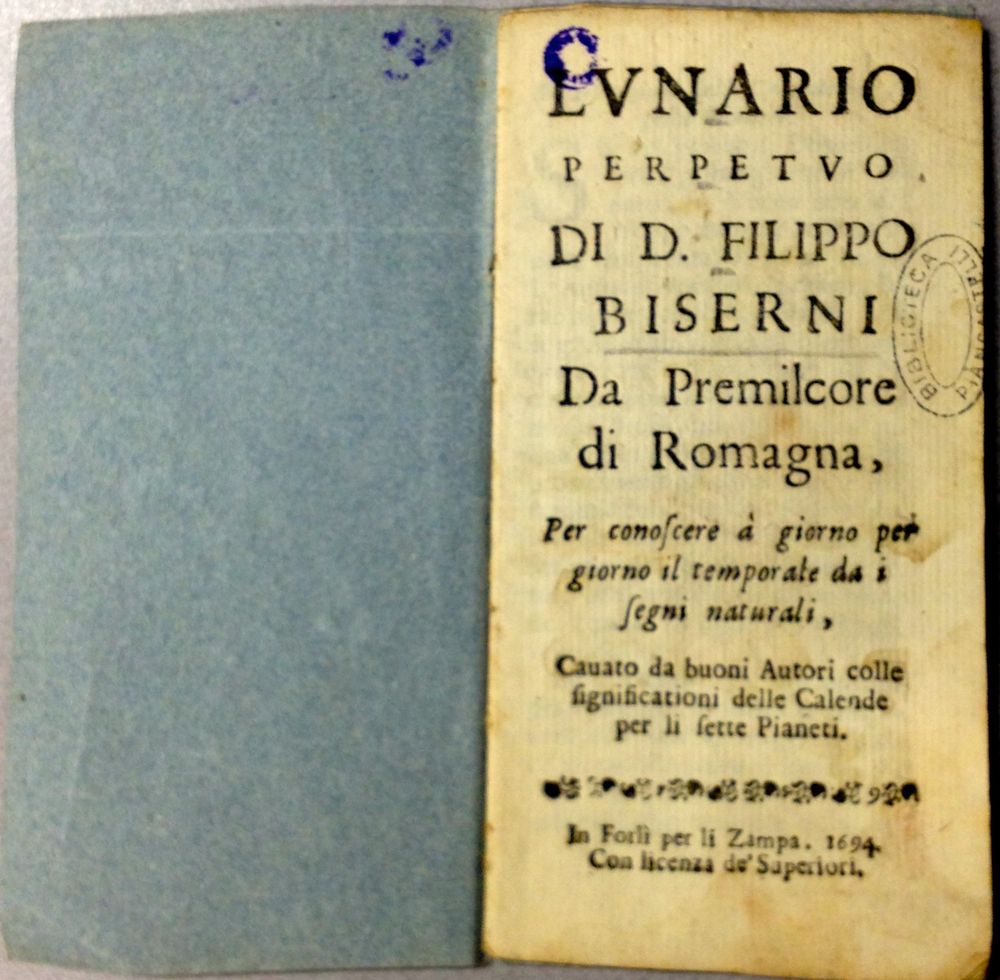 LVNARIO
PERPETVO.
DI D. FILIPPO
BISERNI
Da Premilcore
di Romagna,
Per conoſcere à giorno per
giorno il temporale da i
ſegni naturali,
Cauato da buoni Autori colle
ſignificationi delle Calende
per li ſette Pianeti.
In Forlì per li Zampa. 1694.
Con licenza de' Superiori.
BIBLIOTECA
PIANCASTELLI